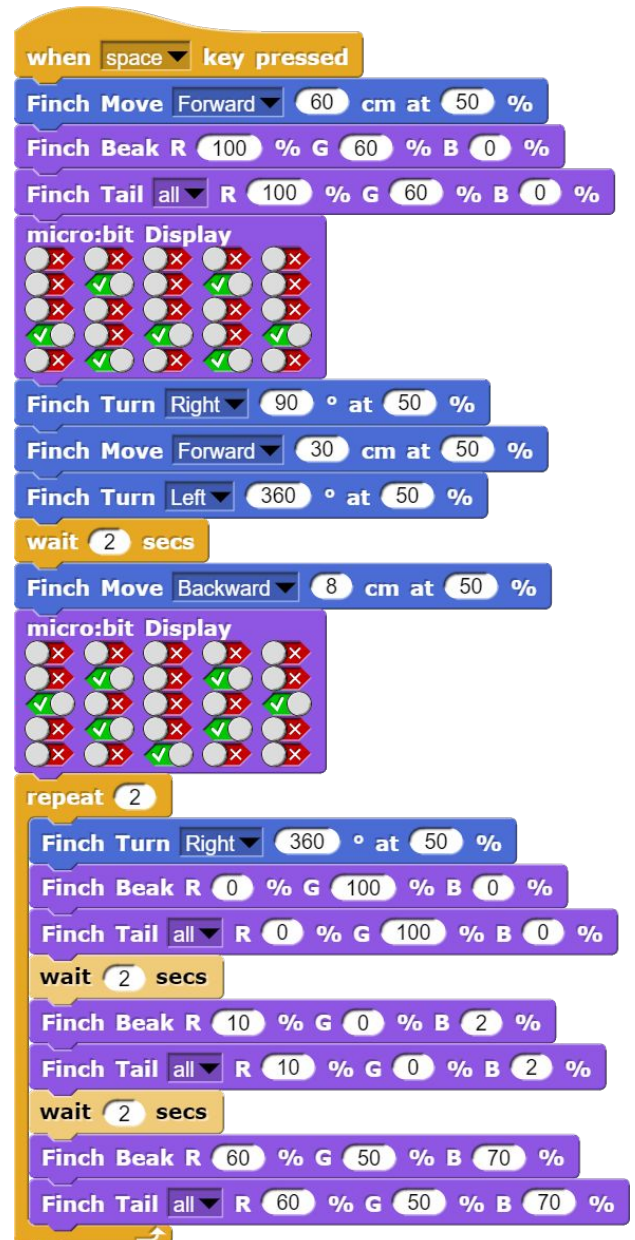 when space key pressed
Finch Move Forward 60 cm at 50 %
Finch Beak R 100 % G 60 % B 0 %
Finch Tail all R 100 % G 60 % B 0 %
micro:bit Display
Finch Turn Right 90 ° at 50 %
Finch Move Forward 30 cm at 50 %
Finch Turn Left 360 ° at 50 %
wait 2 secs
Finch Move Backward 8 cm at 50 %
micro:bit Display
repeat 2
Finch Turn Right 360 ° at 50 %
Finch Beak R 0 % G 100 % B 0 %
Finch Tail all R 0 % G 100 % B 0 %
wait 2 secs
Finch Beak R 10 % G 0 % B 2 %
Finch Tail all R 10 % G 0 % B 2 %
wait 2 secs
Finch Beak R 60 % G 50 % B 70 %
Finch Tail all R 60 % G 50 % B 70 %